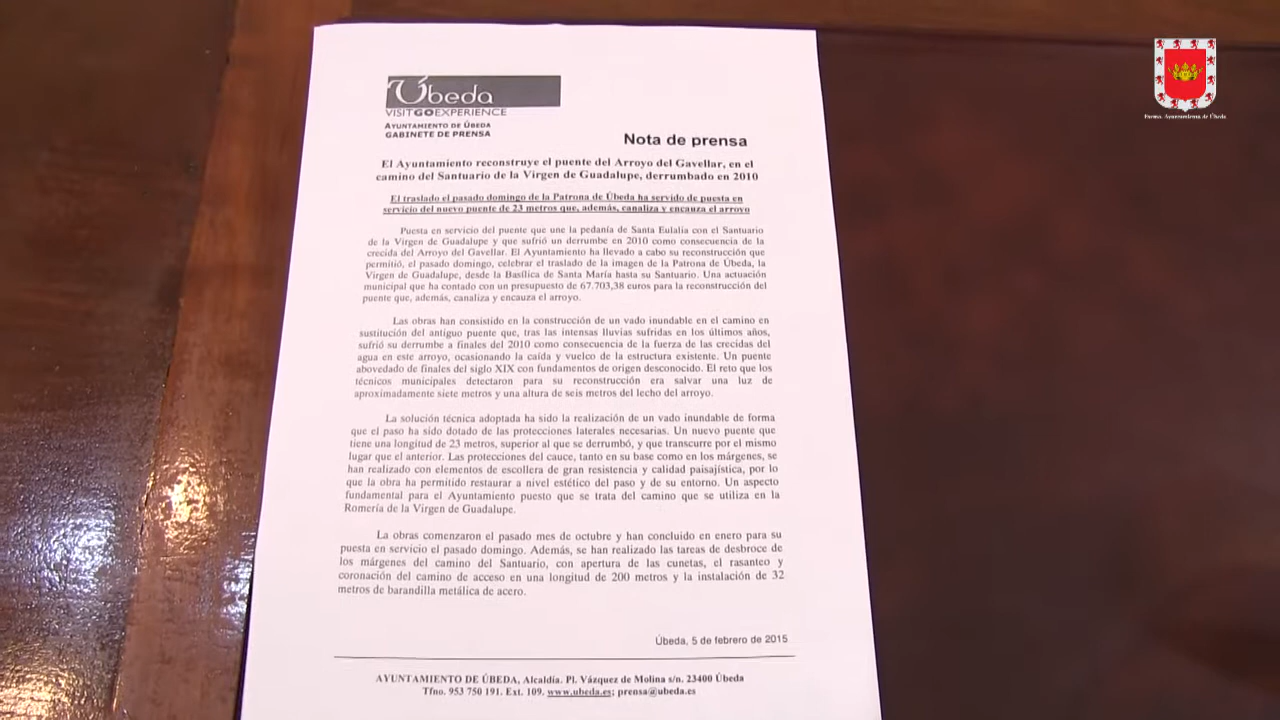 Úbeda
VISITGOEXPERIENCE
AYUNTAMIENTO DE ÚBEDA
GABINETE DE PRENSA
Nota de prensa
El Ayuntamiento reconstruye el puente del Arroyo del Gavellar, en el
camino del Santuario de la Virgen de Guadalupe, derrumbado en 2010
El traslado el pasado domingo de la Patrona de Úbeda ha servido de puesta en
servicio del nuevo puente de 23 metros que, además, canaliza y encauza el arroyo
Puesta en servicio del puente que une la pedanía de Santa Eulalia con el Santuario
de la Virgen de Guadalupe y que sufrió un derrumbe en 2010 como consecuencia de la
crecida del Arroyo del Gavellar. El Ayuntamiento ha llevado a cabo su reconstrucción que
permitió, el pasado domingo, celebrar el traslado de la imagen de la Patrona de Úbeda, la
Virgen de Guadalupe, desde la Basílica de Santa María hasta su Santuario. Una actuación
municipal que ha contado con un presupuesto de 67.703,38 euros para la reconstrucción del
puente que, además, canaliza y encauza el arroyo.
Las obras han consistido en la construcción de un vado inundable en el camino en
sustitución del antiguo puente que, tras las intensas lluvias sufridas en los últimos años,
sufrió su derrumbe a finales del 2010 como consecuencia de la fuerza de las crecidas del
agua en este arroyo, ocasionando la caída y vuelco de la estructura existente. Un puente
abovedado de finales del siglo XIX con fundamentos de origen desconocido. El reto que los
técnicos municipales detectaron para su reconstrucción era salvar una luz de
aproximadamente siete metros y una altura de seis metros del lecho del arroyo.
La solución técnica adoptada ha sido la realización de un vado inundable de forma
que el paso ha sido dotado de las protecciones laterales necesarias. Un nuevo puente que
tiene una longitud de 23 metros, superior al que se derrumbó, y que transcurre por el mismo
lugar que el anterior. Las protecciones del cauce, tanto en su base como en los márgenes, se
han realizado con elementos de escollera de gran resistencia y calidad paisajística, por lo
que la obra ha permitido restaurar a nivel estético del paso y de su entorno. Un aspecto
fundamental para el Ayuntamiento puesto que se trata del camino que se utiliza en la
Romería de la Virgen de Guadalupe.
La obras comenzaron el pasado mes de octubre y han concluido en enero para su
puesta en servicio el pasado domingo. Además, se han realizado las tareas de desbroce de
los márgenes del camino del Santuario, con apertura de las cunetas, el rasanteo y
coronación del camino de acceso en una longitud de 200 metros y la instalación de 32
metros de barandilla metálica de acero.
Úbeda, 5 de febrero de 2015
AYUNTAMIENTO DE ÚBEDA, Alcaldía. Pl. Vázquez de Molina s/n. 23400 Úbeda
Tfno. 953 750 191. Ext. 109. www.ubeda.es; prensa@ubeda.es
Excmo. Ayuntamiento de Úbeda